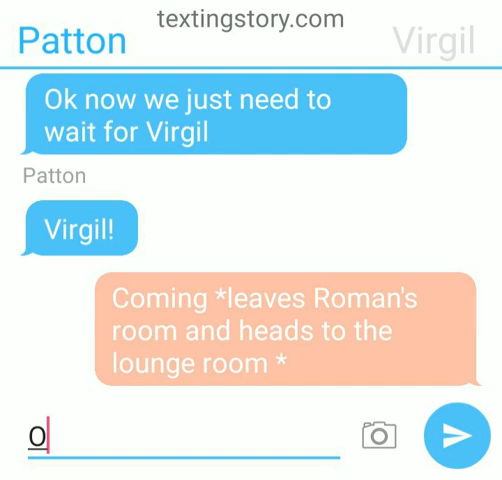 textingstory.com
Patton
Virgil
Ok now we just need to
wait for Virgil
Patton
Virgil!
Coming *leaves Roman's
room and heads to the
lounge room *
O